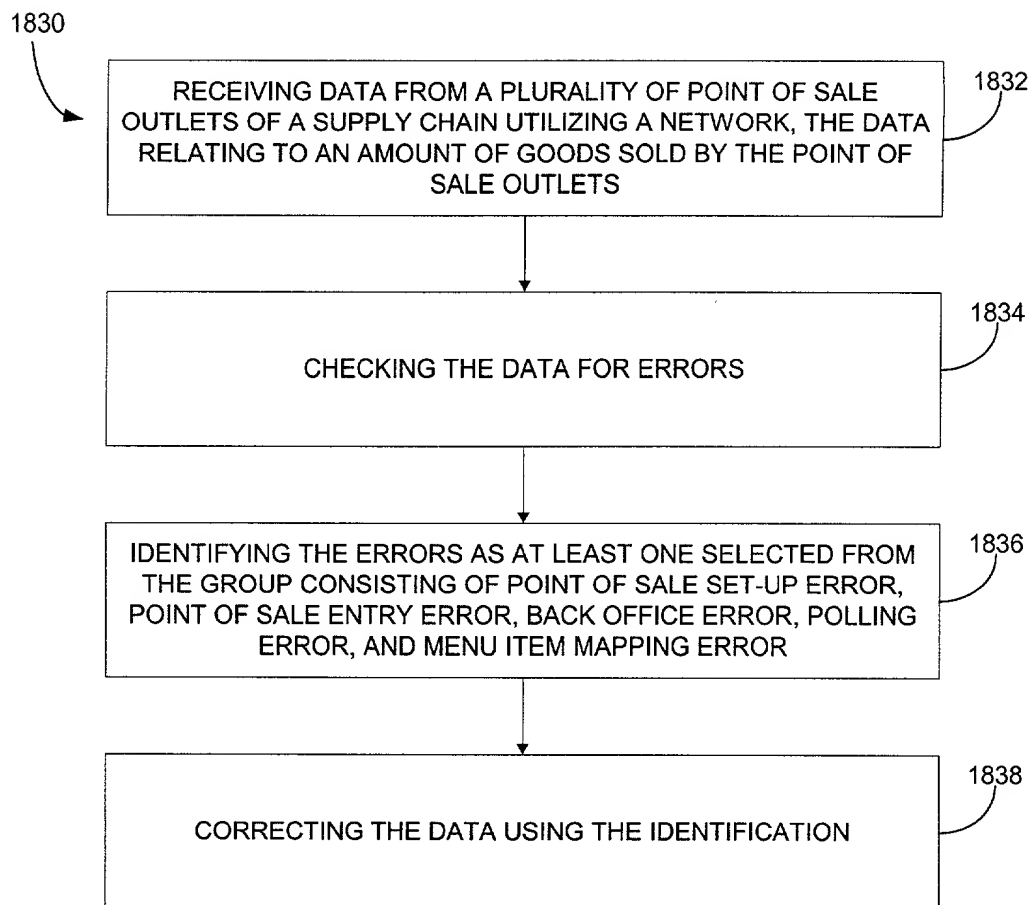 1830
1832
RECEIVING DATA FROM A PLURALITY OF POINT OF SALE
OUTLETS OF A SUPPLY CHAIN UTILIZING A NETWORK, THE DATA
RELATING TO AN AMOUNT OF GOODS SOLD BY THE POINT OF
SALE OUTLETS
1834
CHECKING THE DATA FOR ERRORS
1836
IDENTIFYING THE ERRORS AS AT LEAST ONE SELECTED FROM
THE GROUP CONSISTING OF POINT OF SALE SET-UP ERROR,
POINT OF SALE ENTRY ERROR, BACK OFFICE ERROR, POLLING
ERROR, AND MENU ITEM MAPPING ERROR
1838
CORRECTING THE DATA USING THE IDENTIFICATION